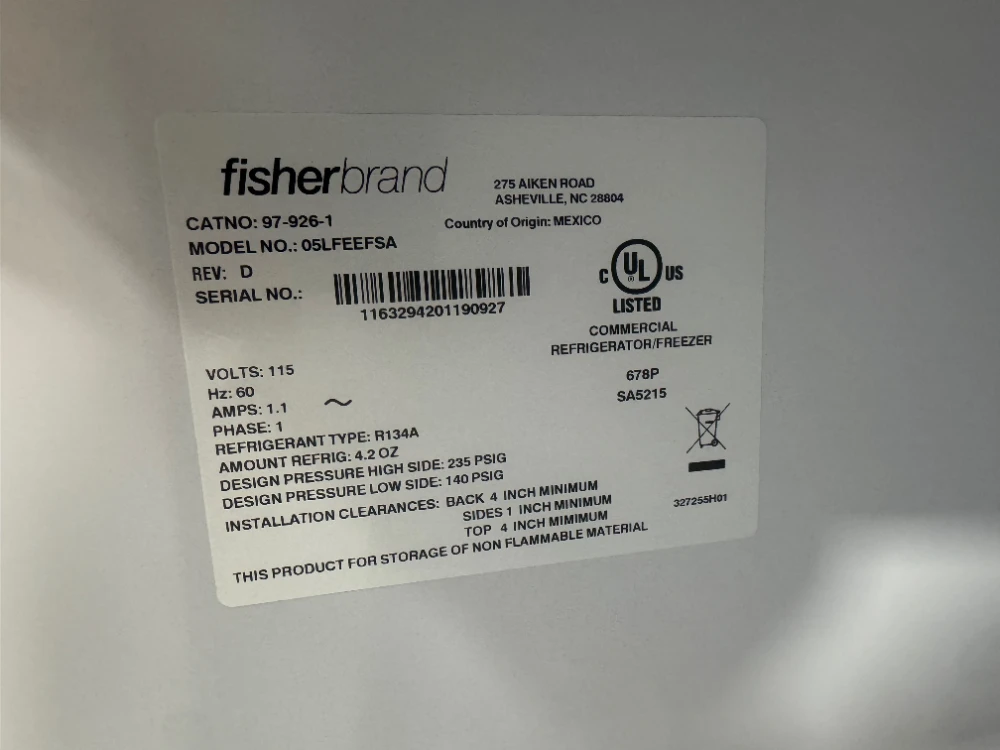 fisherbrand
275 AIKEN ROAD
ASHEVILLE, NC 28804
CATNO: 97-926-1
Country of Origin: MEXICO
MODEL NO.: 05LFEEFSA
REV: D
SERIAL NO.:
1163294201190927
C UL US
®
LISTED
COMMERCIAL
REFRIGERATOR/FREEZER
678P
SA5215
VOLTS: 115
Hz: 60
AMPS: 1.1 ~
PHASE: 1
REFRIGERANT TYPE: R134A
AMOUNT REFRIG: 4.2 OZ
DESIGN PRESSURE HIGH SIDE: 235 PSIG
DESIGN PRESSURE LOW SIDE: 140 PSIG
INSTALLATION CLEARANCES: BACK 4 INCH MINIMUM
SIDES 1 INCH MINIMUM
TOP 4 INCH MIMIMUM
327255H01
THIS PRODUCT FOR STORAGE OF NON FLAMMABLE MATERIAL